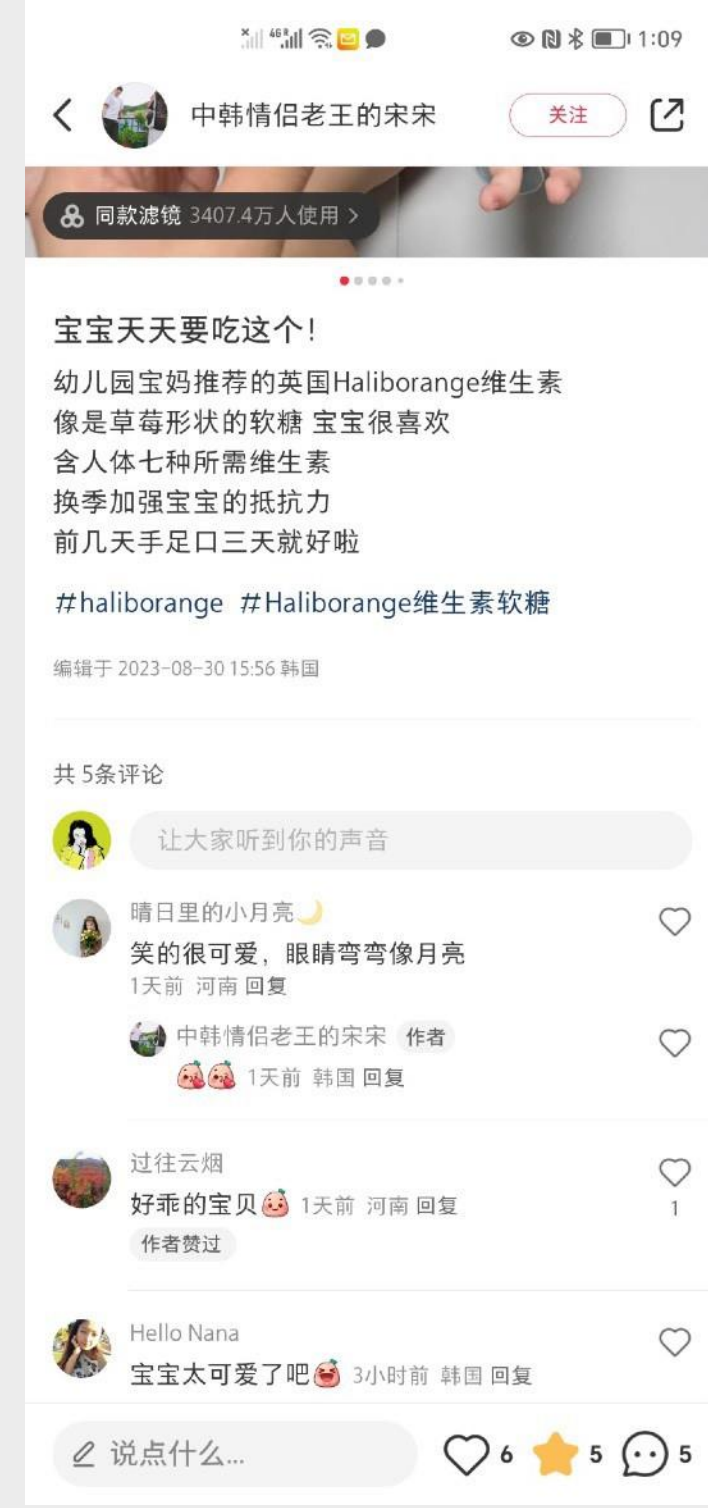 4G R
1:09
中韩情侣老王的宋宋
关注
同款滤镜 3407.4万人使用 >
宝宝天天要吃这个!
幼儿园宝妈推荐的英国Haliborange维生素
像是草莓形状的软糖 宝宝很喜欢
含人体七种所需维生素
换季加强宝宝的抵抗力
前几天手足口三天就好啦
#haliborange #Haliborange维生素软糖
编辑于 2023-08-30 15:56 韩国
共 5条评论
让大家听到你的声音
晴日里的小月亮🌙
笑的很可爱，眼睛弯弯像月亮
1天前 河南 回复
中韩情侣老王的宋宋 作者
1天前 韩国 回复
过往云烟
好乖的宝贝 1天前 河南 回复
1
作者赞过
Hello Nana
宝宝太可爱了吧 3小时前 韩国 回复
说点什么... 6 5 5